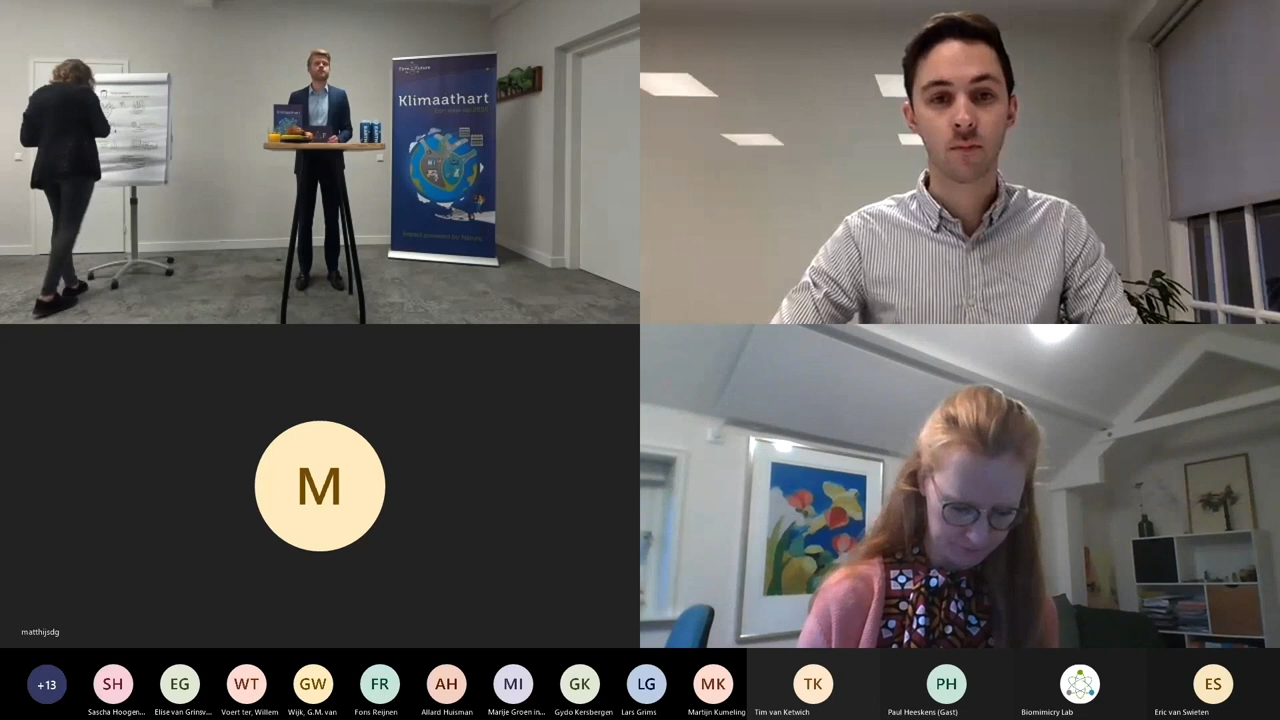 Klimaathart
Klimaathart
M
matthijsdg
+13
SH
EG
WT
GW
FR
AH
MI
GK
LG
MK
TK
PH
ES
Sascha Hoogen...
Elise van Grinsv...
Voert ter, Willem
Wijk, G.M. van
Fons Reijnen
Allard Huisman
Marije Groen in...
Gydo Kersbergen
Lars Grims
Martijn Kumeling
Tim van Ketwich
Paul Heeskens (Gast)
Biomimicry Lab
Eric van Swieten